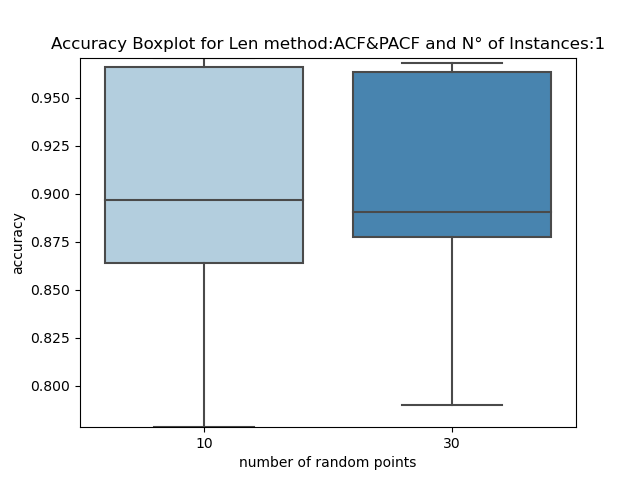 Accuracy Boxplot for Len method:ACF&PACF and N° of Instances:1
0.950
0.925
0.900
0.875
0.850
0.825
0.800
accuracy
10 30
number of random points